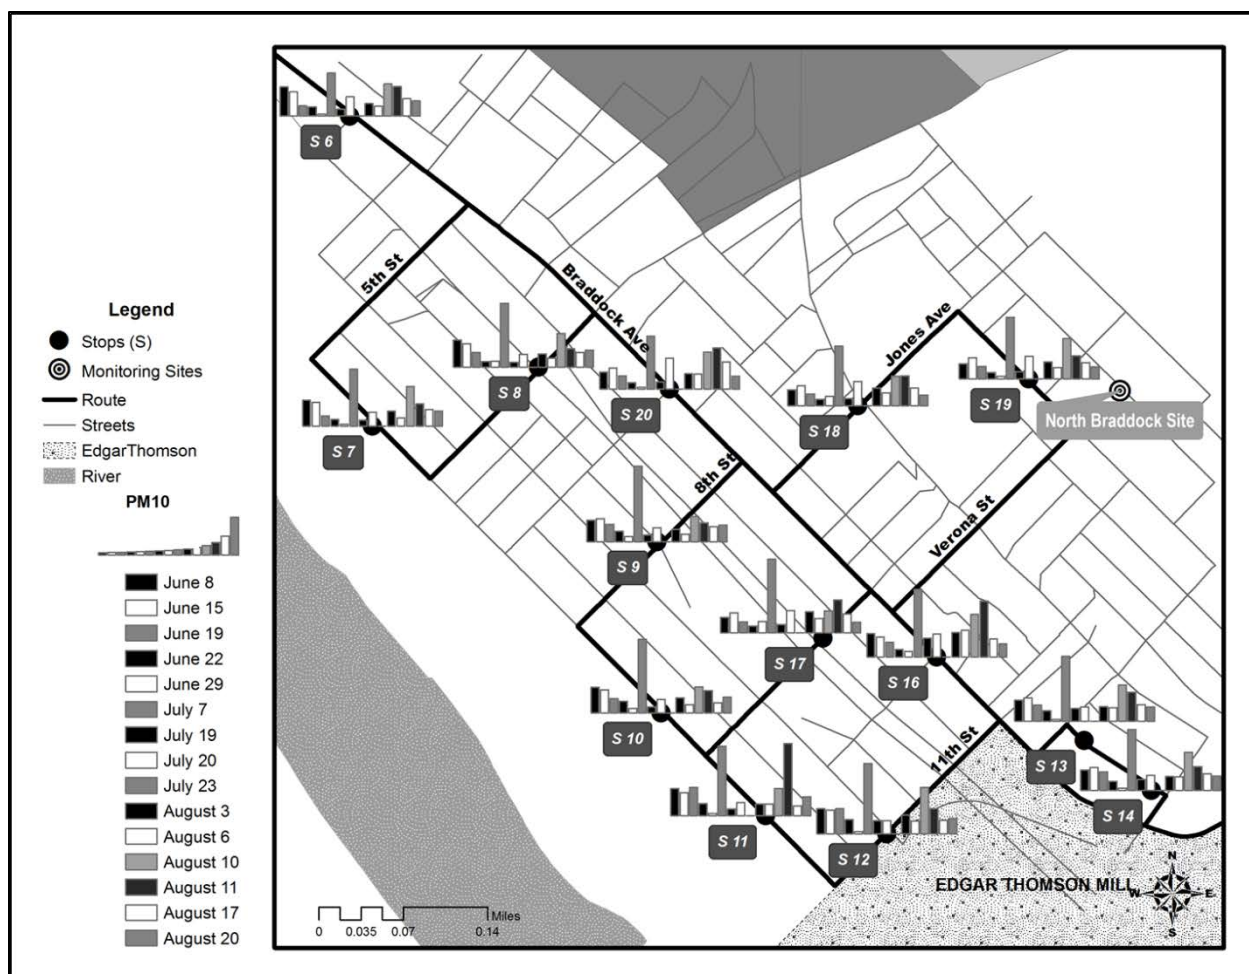 Legend
Stops (S)
Monitoring Sites
Route
Streets
EdgarThomson
River
PM10
June 8
June 15
June 19
June 22
June 29
July 7
July 19
July 20
July 23
August 3
August 6
August 10
August 11
August 17
August 20
S 6
5th St
Braddock Ave
Jones Ave
S 8
S 20
S 18
S 19
North Braddock Site
S 7
8th St
Verona St
S 9
S 17
S 16
S 10
11th St
S 13
S 14
S 11
S 12
EDGAR THOMSON MILL
N
W
E
S
Miles
0 0.035 0.07 0.14